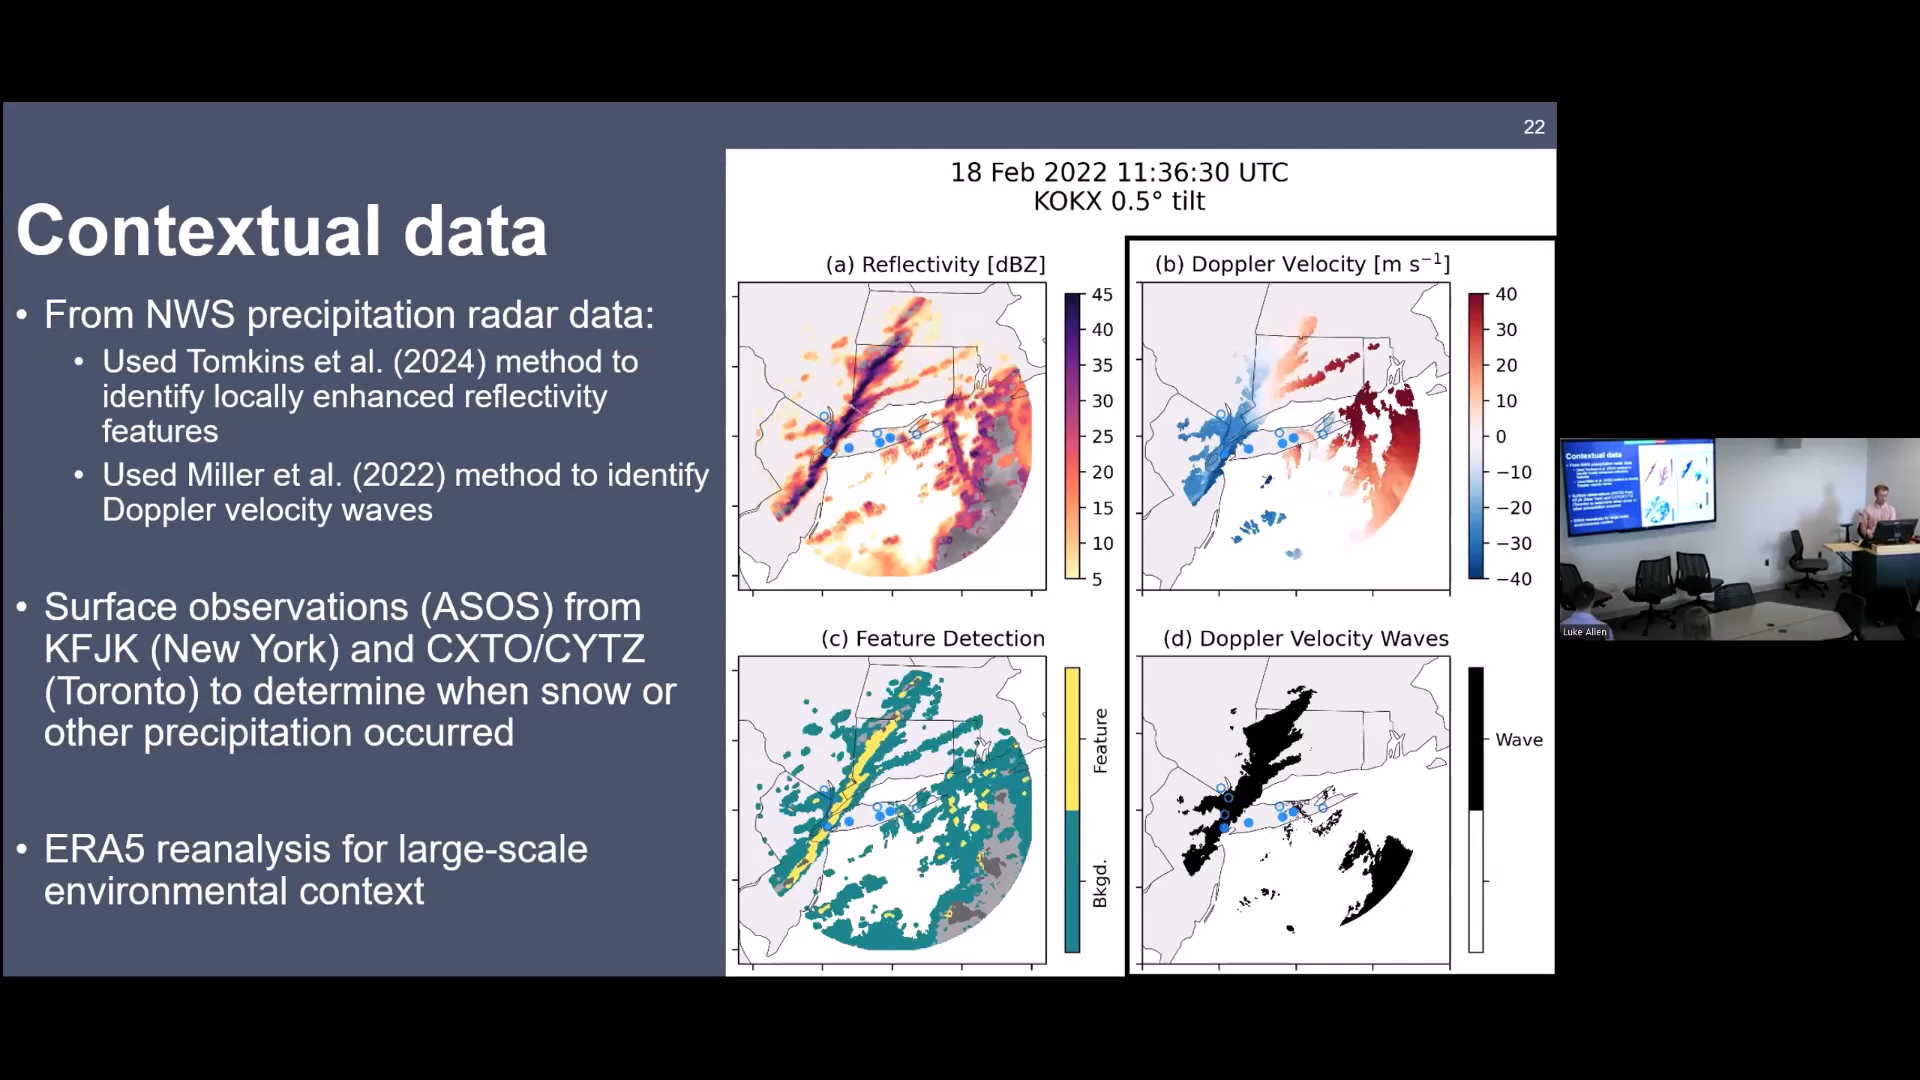 22
Contextual data
• From NWS precipitation radar data:
• Used Tomkins et al. (2024) method to
identify locally enhanced reflectivity
features
• Used Miller et al. (2022) method to identify
Doppler velocity waves
• Surface observations (ASOS) from
KFJK (New York) and CXTO/CYTZ
(Toronto) to determine when snow or
other precipitation occurred
• ERA5 reanalysis for large-scale
environmental context
18 Feb 2022 11:36:30 UTC
KOKX 0.5° tilt
(a) Reflectivity [dBZ]
45
40
35
30
25
20
15
10
5
(b) Doppler Velocity [m s⁻¹]
40
30
20
10
0
−10
−20
−30
−40
(c) Feature Detection
Feature
Bkgd.
(d) Doppler Velocity Waves
Wave
Contextual data
Luke Allen